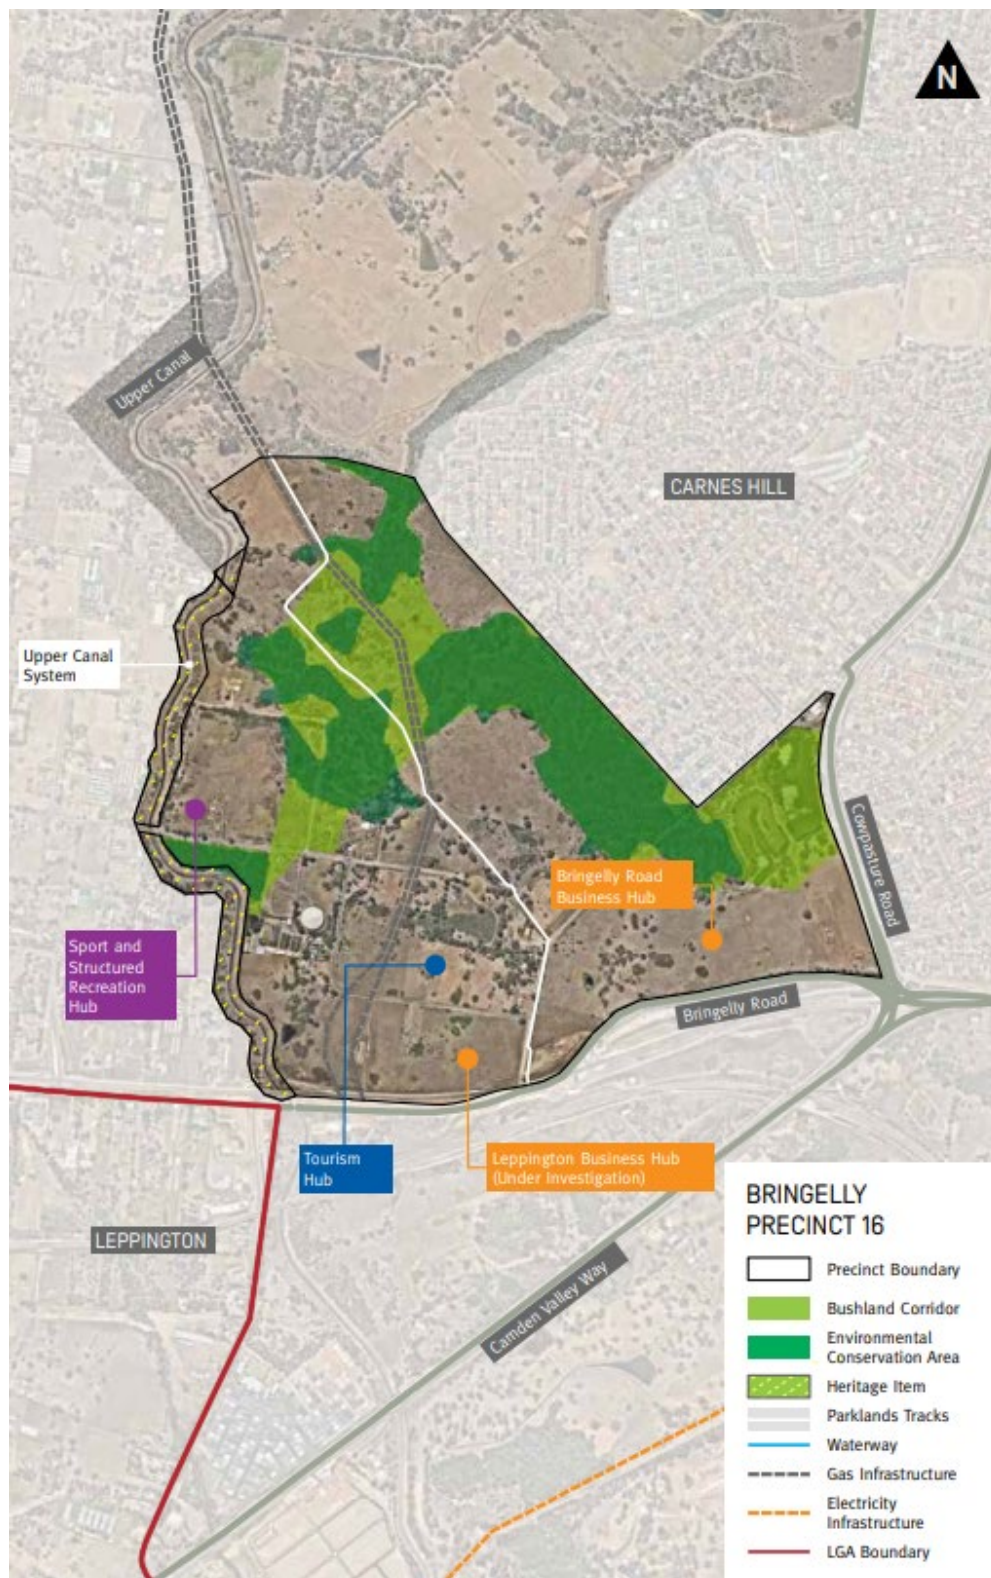 N
Upper Canal
CARNES HILL
Upper Canal
System
Cowpasture Road
Bringelly Road
Business Hub
Sport and
Structured
Recreation
Hub
Bringelly Road
Tourism
Hub
Leppington Business Hub
(Under Investigation)
LEPPINGTON
Camden Valley Way
BRINGELLY
PRECINCT 16
Precinct Boundary
Bushland Corridor
Environmental
Conservation Area
Heritage Item
Parklands Tracks
Waterway
Gas Infrastructure
Electricity
Infrastructure
LGA Boundary